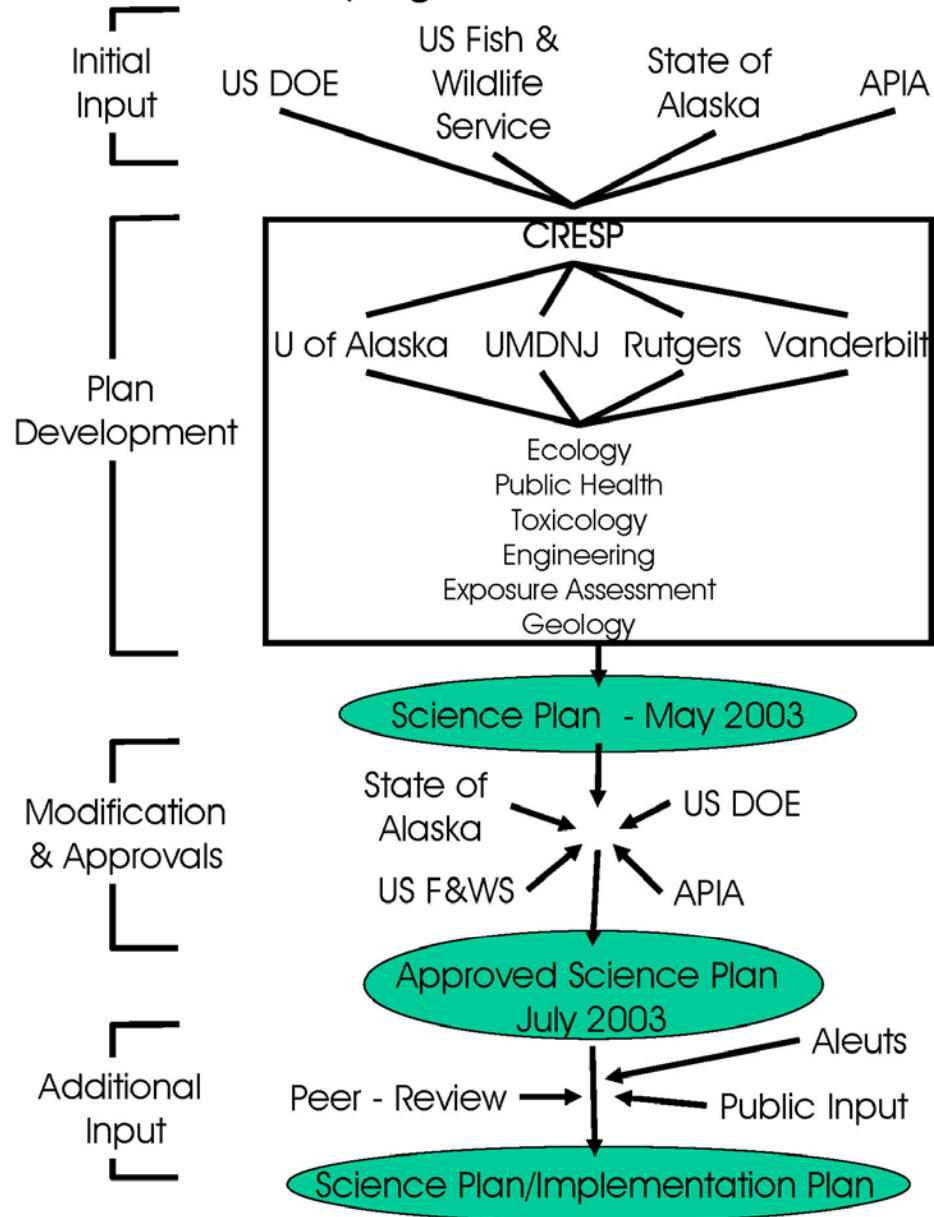 Initial
Input
US DOE
US Fish &
Wildlife
Service
State of
Alaska
APIA
Plan
Development
CRESP
U of Alaska
UMDNJ
Rutgers
Vanderbilt
Ecology
Public Health
Toxicology
Engineering
Exposure Assessment
Geology
Science Plan - May 2003
Modification
& Approvals
State of
Alaska
US DOE
US F&WS
APIA
Approved Science Plan
July 2003
Additional
Input
Aleuts
Peer - Review
Public Input
Science Plan/Implementation Plan